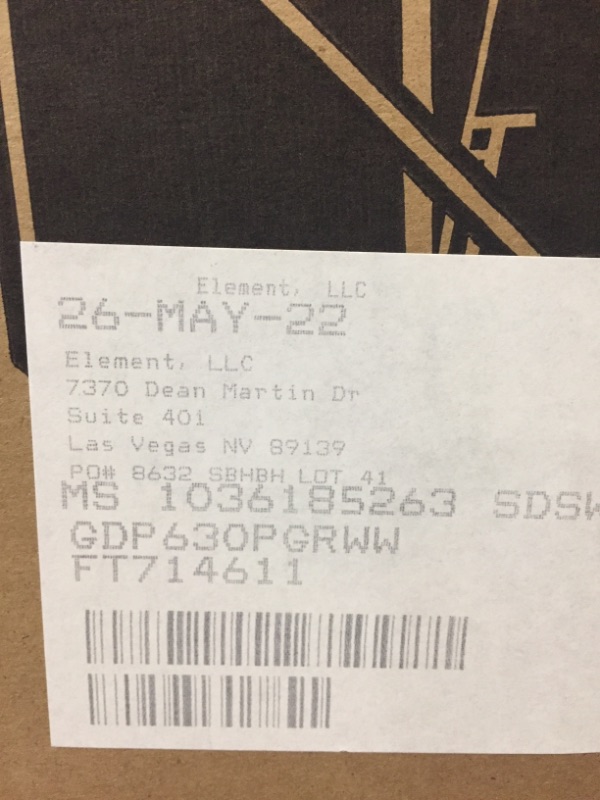 Element, LLC
26-MAY-22
Element, LLC
7370 Dean Martin Dr
Suite 401
Las Vegas NV 89139
PO# 8632 SBHBH LOT 41
MS 1036185263 SDSW
GDP630PGRWW
FT714611